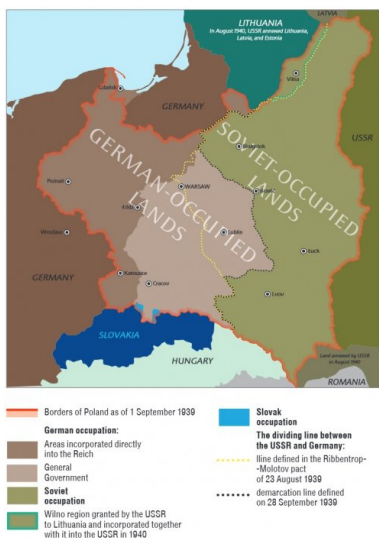 LATVIA
LITHUANIA
In August 1940, USSR annexed Lithuania,
Latvia, and Estonia
Vilna
Gdańsk
GERMANY
USSR
SOVIET-OCCUPIED
LANDS
GERMAN-OCCUPIED
LANDS
Poznań
WARSAW
Łódź
Lublin
Wrocław
Łuck
Katowice
GERMANY
Cracow
Lwów
SLOVAKIA
HUNGARY
Land annexed by USSR
in August 1940
ROMANIA
Borders of Poland as of 1 September 1939
German occupation:
Areas incorporated directly
into the Reich
General
Government
Soviet
occupation
Wilno region granted by the USSR
to Lithuania and incorporated together
with it into the USSR in 1940
Slovak
occupation
The dividing line between
the USSR and Germany:
lline defined in the Ribbentrop-
-Molotov pact
of 23 August 1939
demarcation line defined
on 28 September 1939